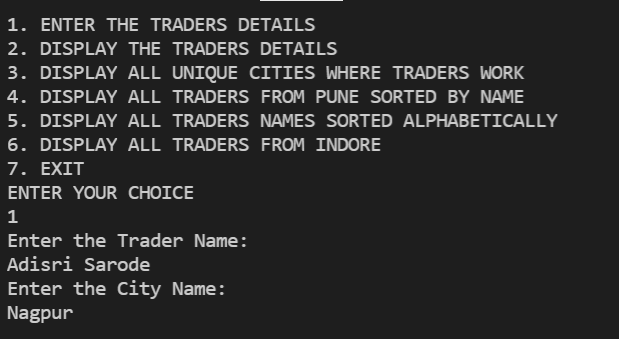 1. ENTER THE TRADERS DETAILS
2. DISPLAY THE TRADERS DETAILS
3. DISPLAY ALL UNIQUE CITIES WHERE TRADERS WORK
4. DISPLAY ALL TRADERS FROM PUNE SORTED BY NAME
5. DISPLAY ALL TRADERS NAMES SORTED ALPHABETICALLY
6. DISPLAY ALL TRADERS FROM INDORE
7. EXIT
ENTER YOUR CHOICE
1
Enter the Trader Name:
Adisri Sarode
Enter the City Name:
Nagpur